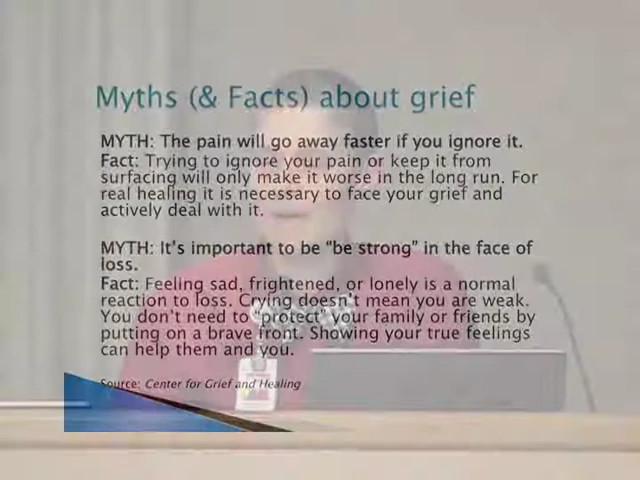 Myths (& Facts) about grief
MYTH: The pain will go away faster if you ignore it.
Fact: Trying to ignore your pain or keep it from
surfacing will only make it worse in the long run. For
real healing it is necessary to face your grief and
actively deal with it.
MYTH: It's important to be "be strong" in the face of
loss.
Fact: Feeling sad, frightened, or lonely is a normal
reaction to loss. Crying doesn't mean you are weak.
You don't need to "protect" your family or friends by
putting on a brave front. Showing your true feelings
can help them and you.
Source: Center for Grief and Healing